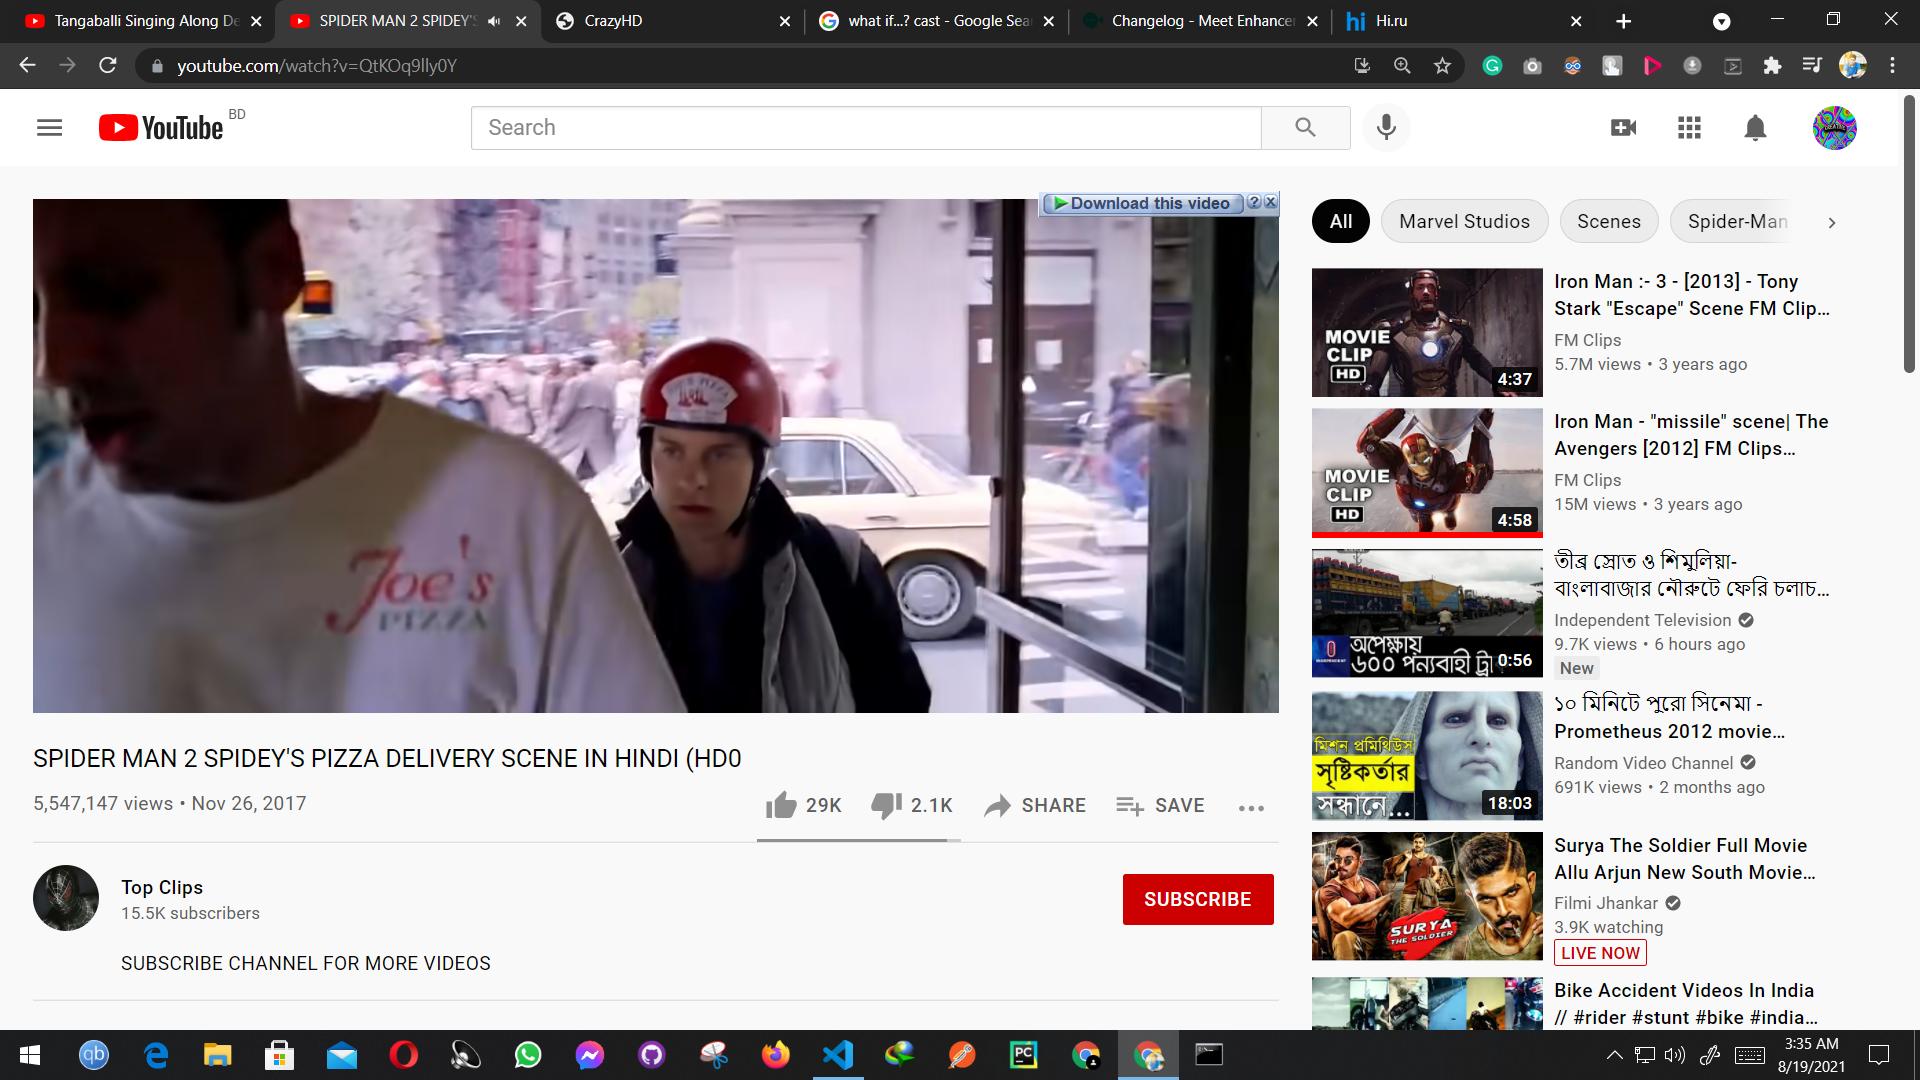 Tangaballi Singing Along De
SPIDER MAN 2 SPIDEY'S
CrazyHD
what if...? cast - Google Sea
Changelog - Meet Enhancer
Hi.ru
youtube.com/watch?v=QtKOq9lly0Y
YouTube BD
Search
Download this video
Joe's
PIZZA
All
Marvel Studios
Scenes
Spider-Man
MOVIE
CLIP
HD
4:37
Iron Man :- 3 - [2013] - Tony
Stark "Escape" Scene FM Clip...
FM Clips
5.7M views • 3 years ago
MOVIE
CLIP
HD
4:58
Iron Man - "missile" scene| The
Avengers [2012] FM Clips...
FM Clips
15M views • 3 years ago
অপেক্ষায়
৬০০ পন্যবাহী ট্রা
0:56
তীব্র স্রোত ও শিমুলিয়া-
বাংলাবাজার নৌরুটে ফেরি চলাচ...
Independent Television
9.7K views • 6 hours ago
New
মিশন প্রমিথিউস
সৃষ্টিকর্তার
সন্ধানে...
18:03
১০ মিনিটে পুরো সিনেমা -
Prometheus 2012 movie...
Random Video Channel
691K views • 2 months ago
SURYA
THE SOLDIER
Surya The Soldier Full Movie
Allu Arjun New South Movie...
Filmi Jhankar
3.9K watching
LIVE NOW
Bike Accident Videos In India
// #rider #stunt #bike #india...
SPIDER MAN 2 SPIDEY'S PIZZA DELIVERY SCENE IN HINDI (HD0
5,547,147 views • Nov 26, 2017
29K
2.1K
SHARE
SAVE
Top Clips
15.5K subscribers
SUBSCRIBE
SUBSCRIBE CHANNEL FOR MORE VIDEOS
qb
PC
3:35 AM
8/19/2021